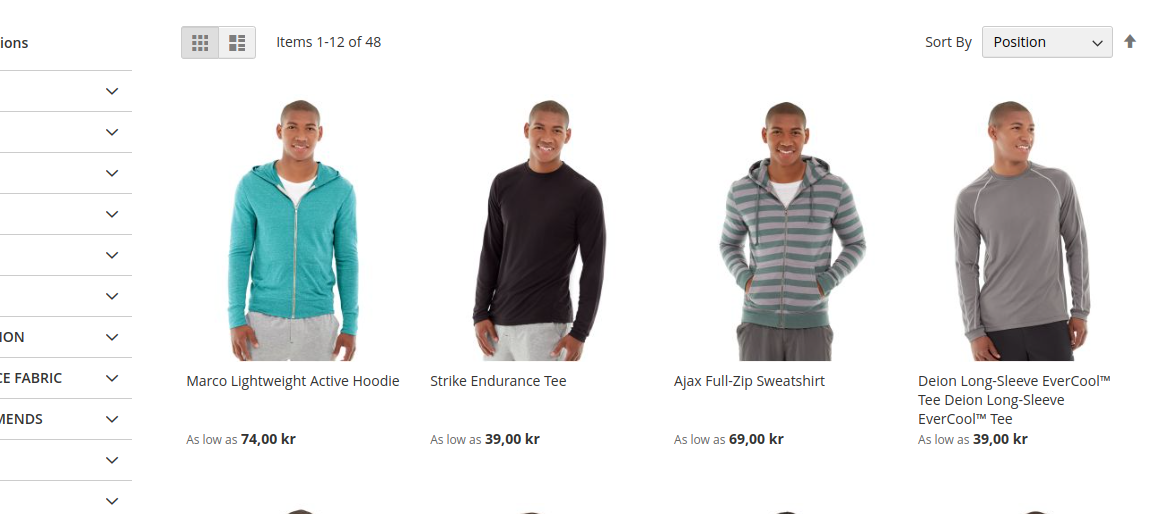 ions
Items 1-12 of 48
Sort By Position
ION
CE FABRIC
MENDS
Marco Lightweight Active Hoodie
As low as 74,00 kr
Strike Endurance Tee
As low as 39,00 kr
Ajax Full-Zip Sweatshirt
As low as 69,00 kr
Deion Long-Sleeve EverCool™
Tee Deion Long-Sleeve
EverCool™ Tee
As low as 39,00 kr